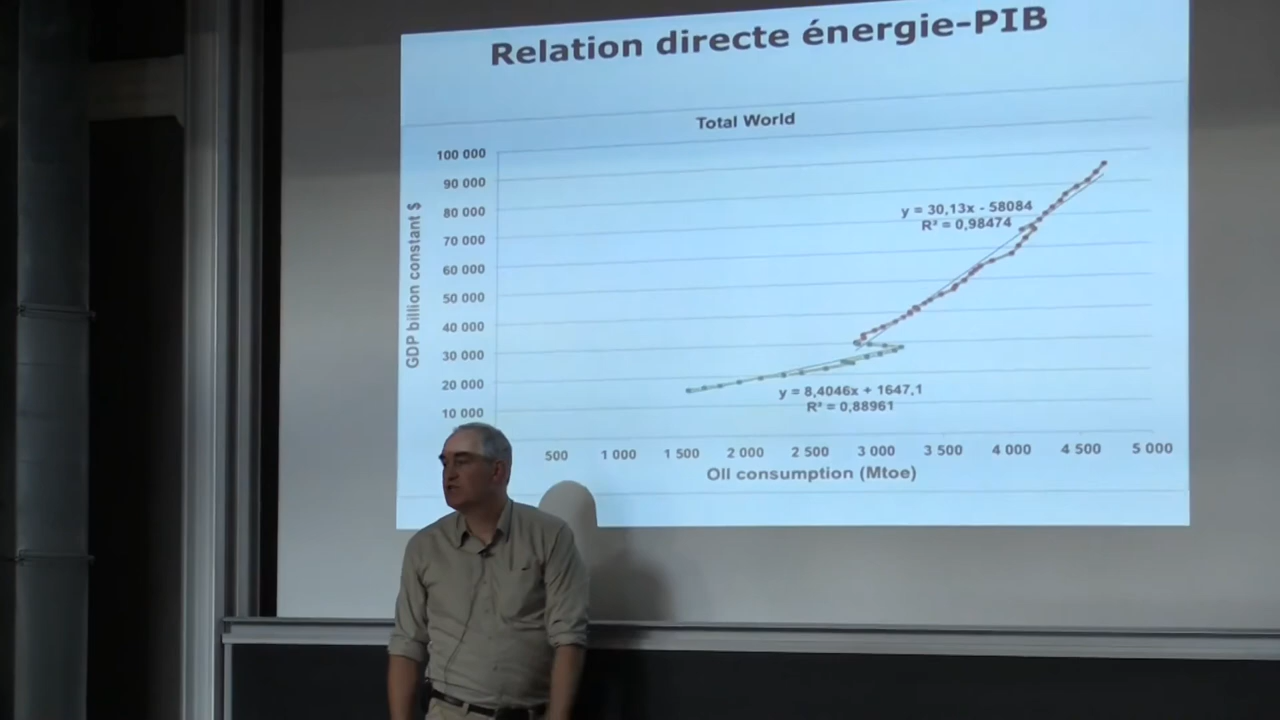 Relation directe énergie-PIB
Total World
GDP billion constant $
100 000
90 000
80 000
70 000
60 000
50 000
40 000
30 000
20 000
10 000
y = 30,13x - 58084
R² = 0,98474
y = 8,4046x + 1647,1
R² = 0,88961
500 1 000 1 500 2 000 2 500 3 000 3 500 4 000 4 500 5 000
OIl consumption (Mtoe)